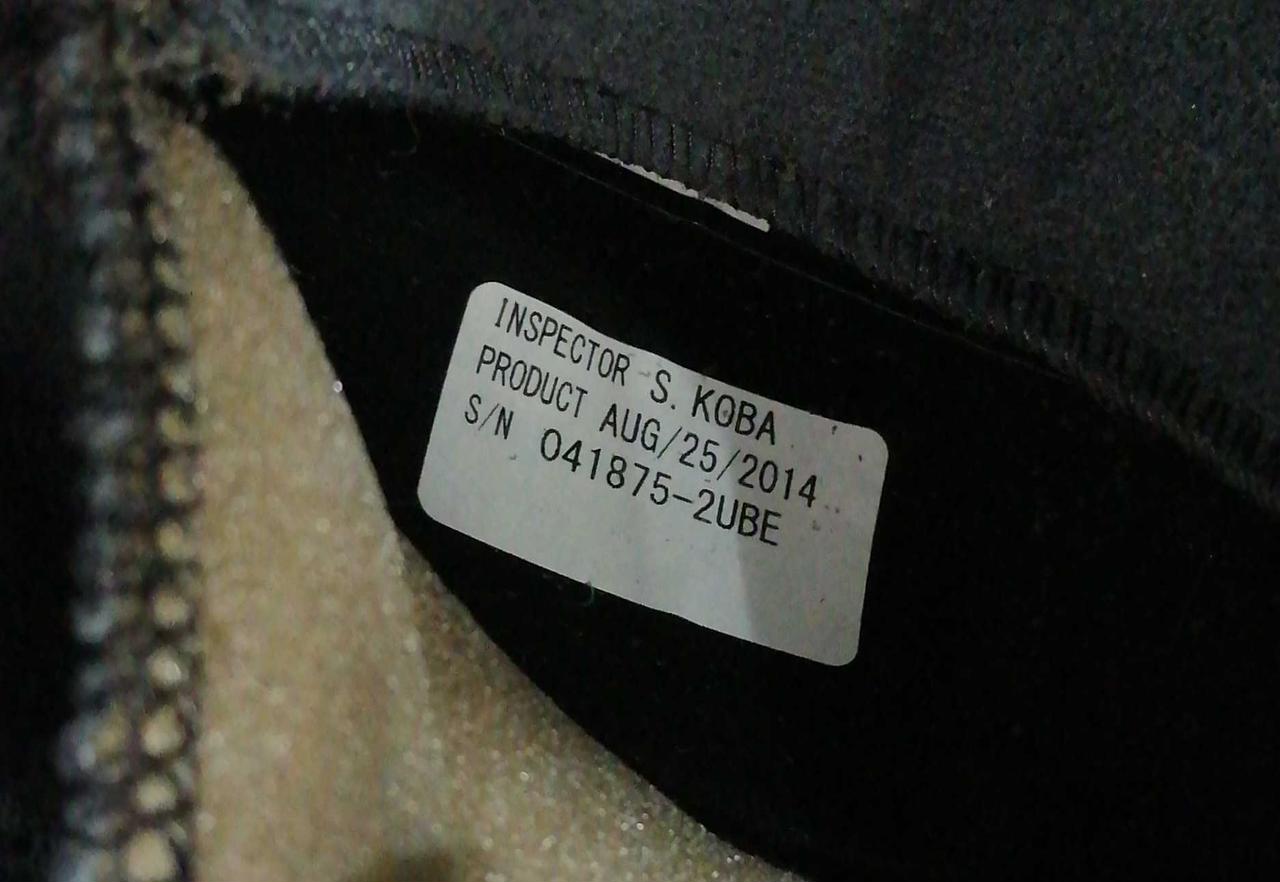 INSPECTOR S. KOBA
PRODUCT AUG/25/2014
S/N 041875-2UBE